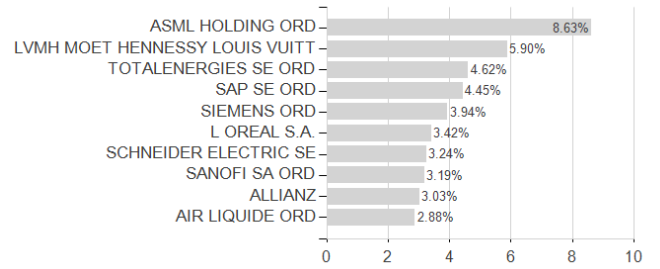 ASML HOLDING ORD 8.63%
LVMH MOET HENNESSY LOUIS VUITT 5.90%
TOTALENERGIES SE ORD 4.62%
SAP SE ORD 4.45%
SIEMENS ORD 3.94%
L OREAL S.A. 3.42%
SCHNEIDER ELECTRIC SE 3.24%
SANOFI SA ORD 3.19%
ALLIANZ 3.03%
AIR LIQUIDE ORD 2.88%
0 2 4 6 8 10